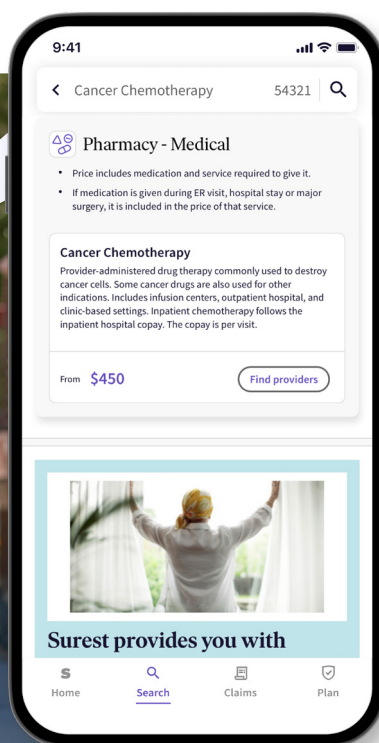 9:41
Cancer Chemotherapy 54321
Pharmacy - Medical
• Price includes medication and service required to give it.
• If medication is given during ER visit, hospital stay or major
surgery, it is included in the price of that service.
Cancer Chemotherapy
Provider-administered drug therapy commonly used to destroy
cancer cells. Some cancer drugs are also used for other
indications. Includes infusion centers, outpatient hospital, and
clinic-based settings. Inpatient chemotherapy follows the
inpatient hospital copay. The copay is per visit.
From $450 Find providers
Surest provides you with
S
Home Search Claims Plan